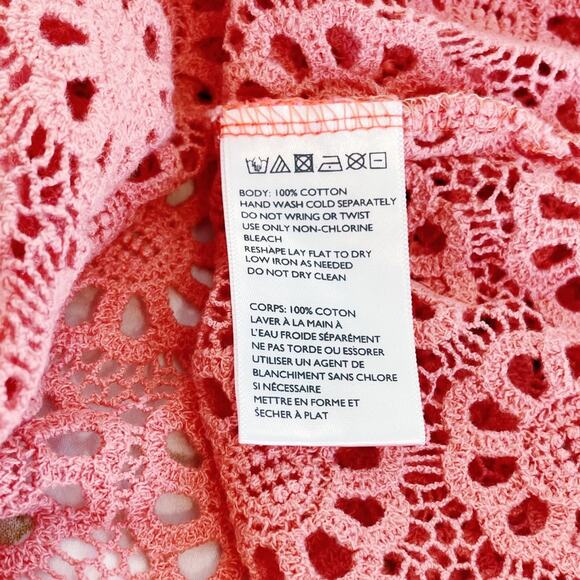 BODY: 100% COTTON
HAND WASH COLD SEPARATELY
DO NOT WRING OR TWIST
USE ONLY NON-CHLORINE
BLEACH
RESHAPE LAY FLAT TO DRY
LOW IRON AS NEEDED
DO NOT DRY CLEAN
CORPS: 100% COTON
LAVER À LA MAIN À
L'EAU FROIDE SÉPARÉMENT
NE PAS TORDE OU ESSORER
UTILISER UN AGENT DE
BLANCHIMENT SANS CHLORE
SI NÉCESSAIRE
METTRE EN FORME ET
SÉCHER À PLAT